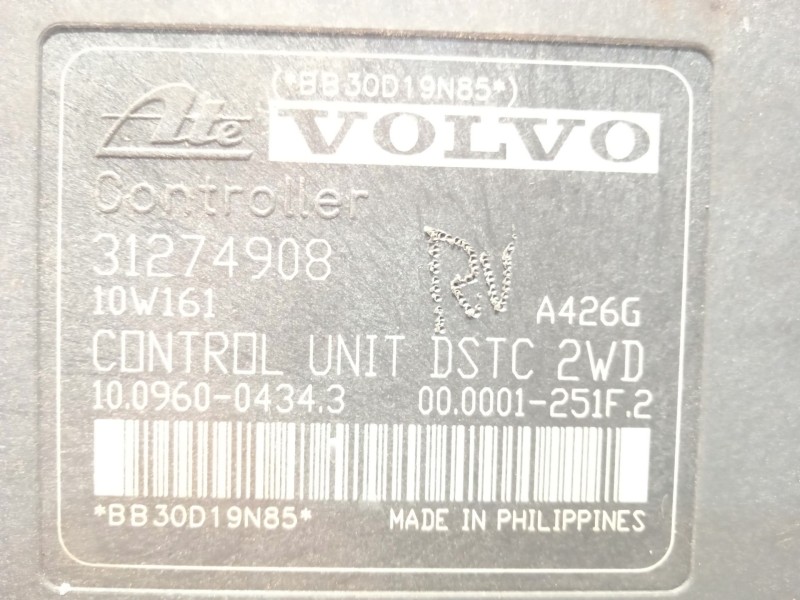 (*BB30D19N85*)
Ate VOLVO
Controller
31274908
10W161 A426G
CONTROL UNIT DSTC 2WD
10.0960-0434.3 00.0001-251F.2
*BB30D19N85* MADE IN PHILIPPINES